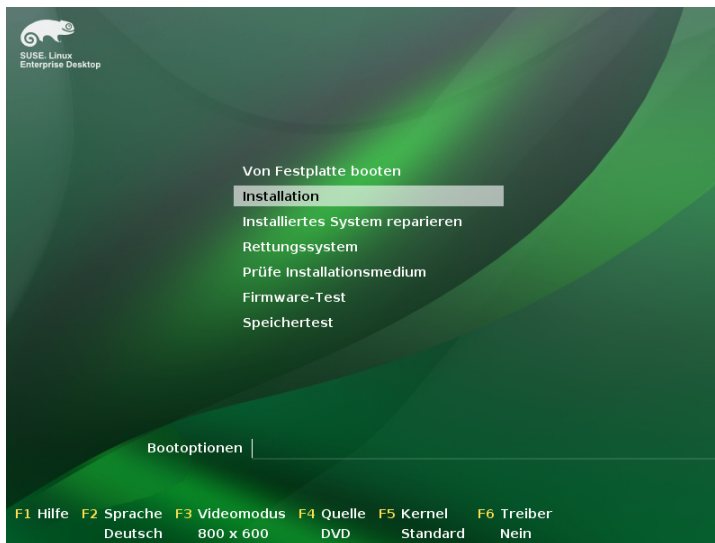 SUSE. Linux
Enterprise Desktop
Von Festplatte booten
Installation
Installiertes System reparieren
Rettungssystem
Prüfe Installationsmedium
Firmware-Test
Speichertest
Bootoptionen
F1 Hilfe F2 Sprache F3 Videomodus F4 Quelle F5 Kernel F6 Treiber
Deutsch 800 x 600 DVD Standard Nein